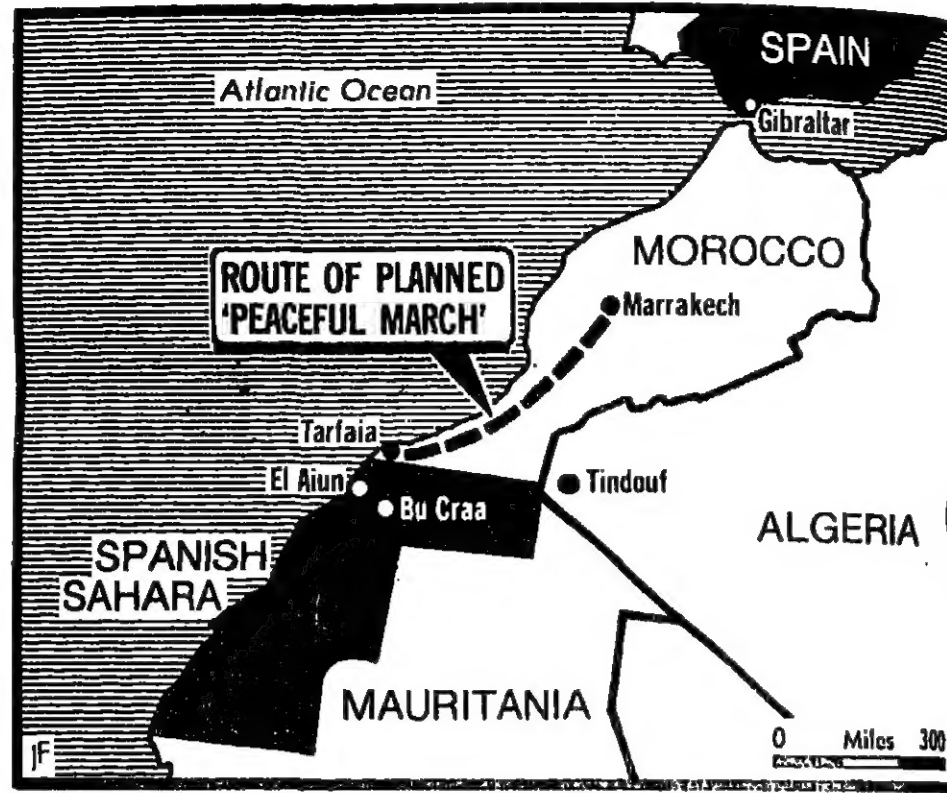 SPAIN
Atlantic Ocean
Gibraltar
MOROCCO
ROUTE OF PLANNED
'PEACEFUL MARCH'
Marrakech
Tarfaia
El Aiun
Tindouf
Bu Craa
ALGERIA
SPANISH
SAHARA
MAURITANIA
0 Miles 300
JF